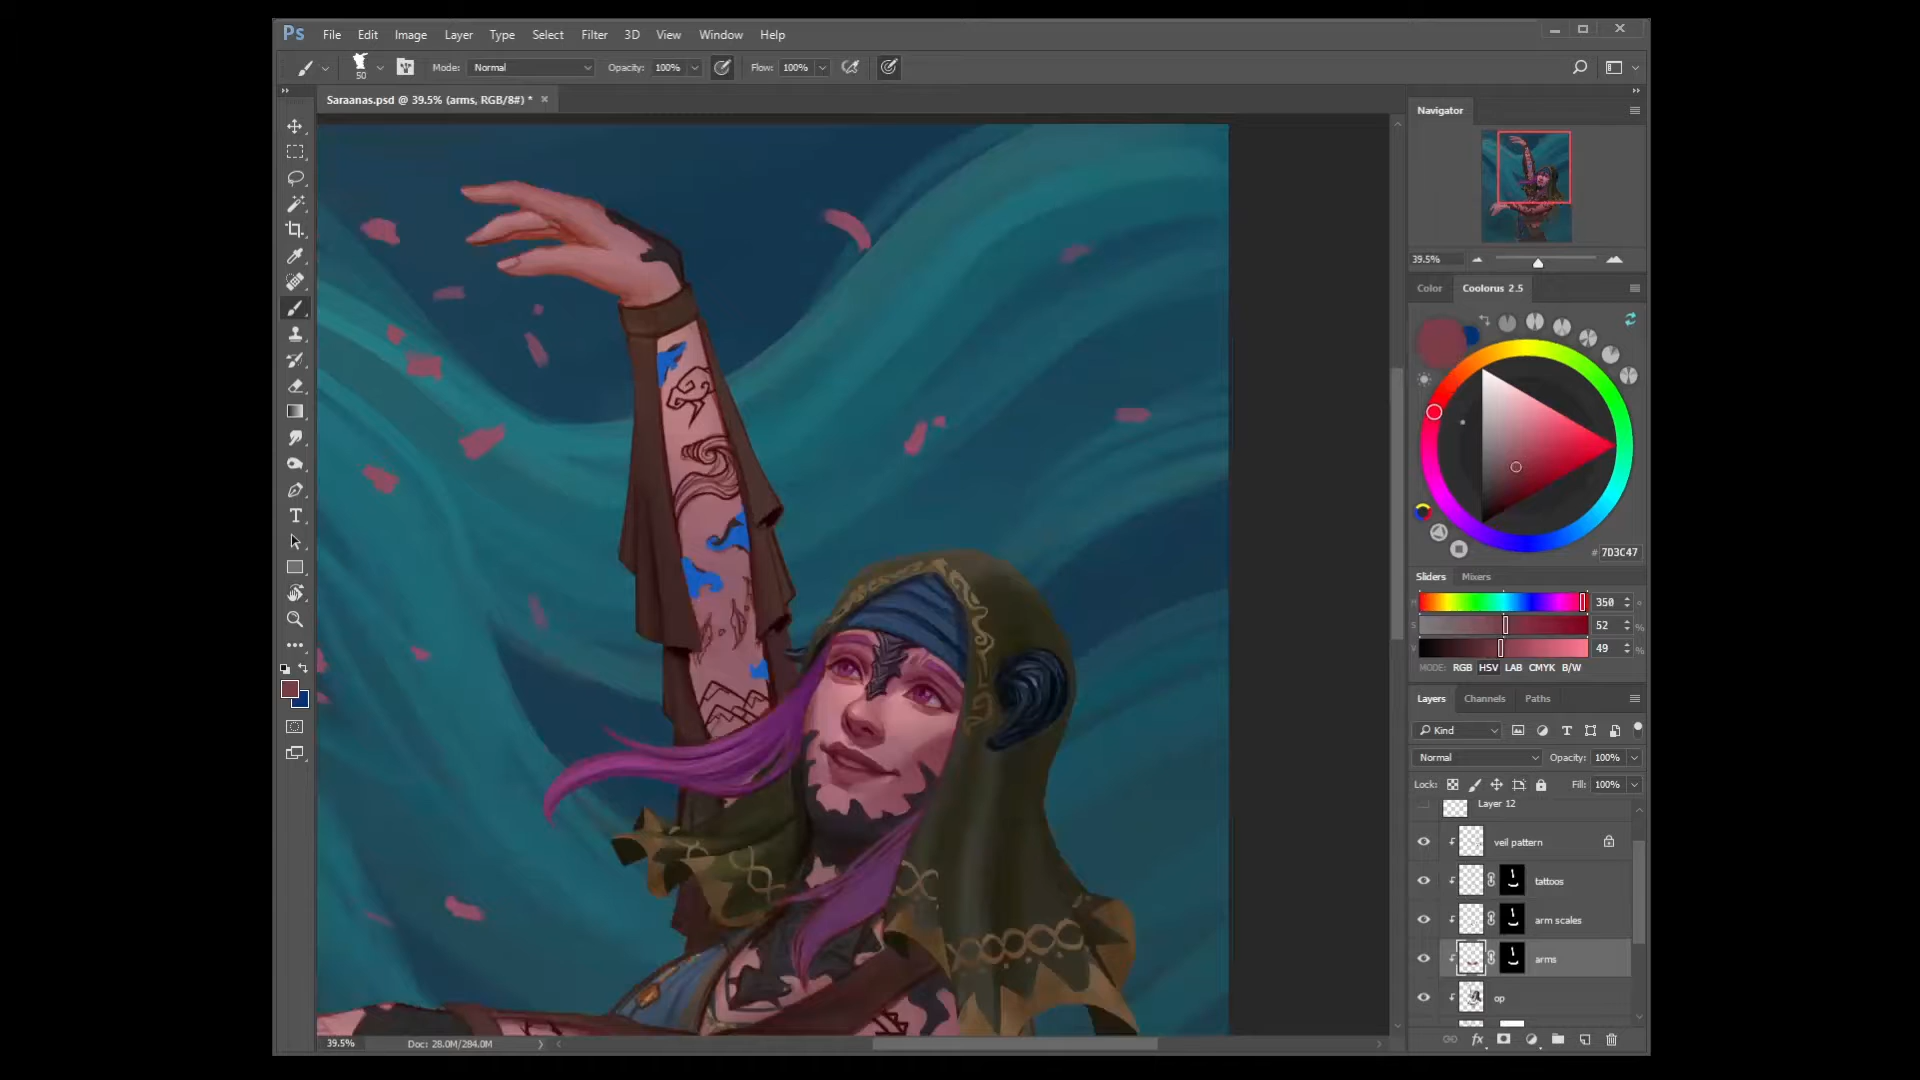 Ps File Edit Image Layer Type Select Filter 3D View Window Help
50 Mode: Normal Opacity: 100% Flow: 100%
Saraanas.psd @ 39.5% (arms, RGB/8#) *
Navigator
39.5%
Color Coolorus 2.5
# 7D3C47
Sliders Mixers
H 350 °
S 52 %
V 49 %
MODE: RGB HSV LAB CMYK B/W
Layers Channels Paths
Kind
Normal Opacity: 100%
Lock: Fill: 100%
Layer 12
veil pattern
tattoos
arm scales
arms
op
39.5% Doc: 28.0M/284.0M